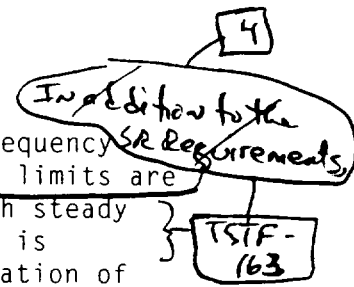 4
In addition to the
SR Requirements,
equency
limits are
h steady
is
ation of
TSTF-
163